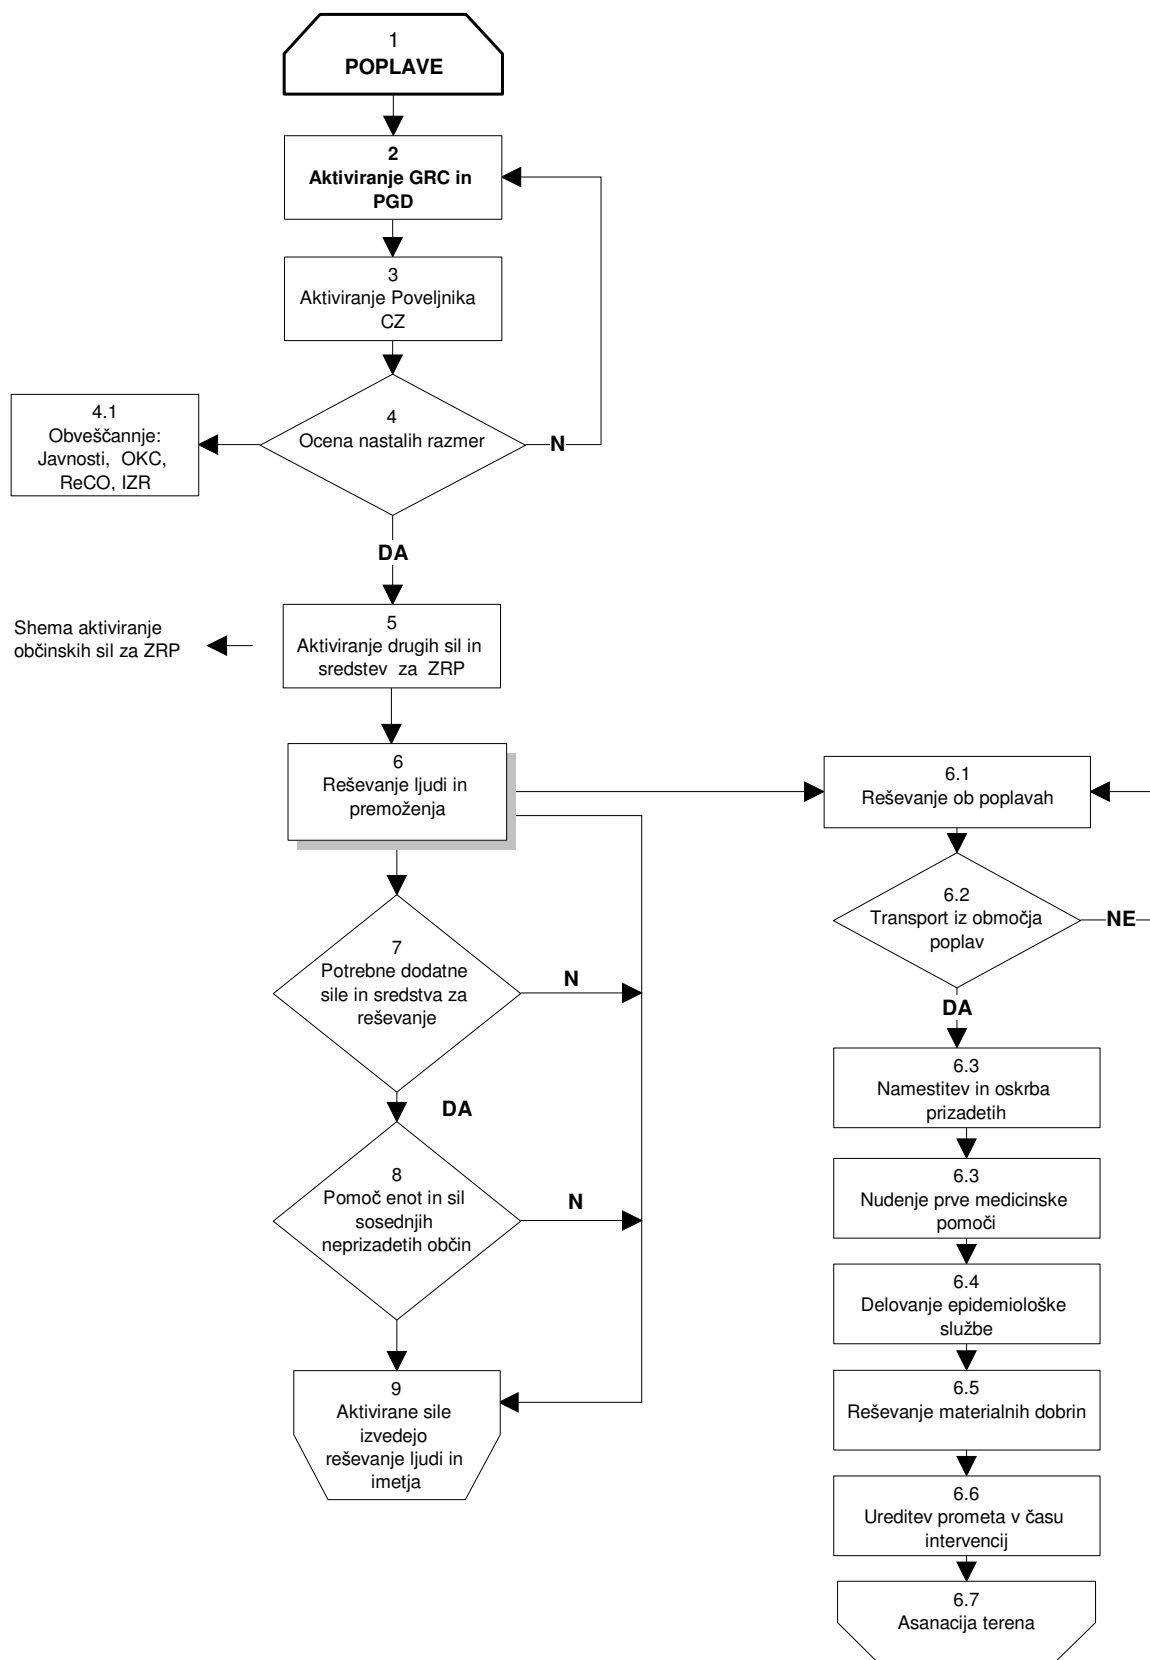 1
POPLAVE
2
Aktiviranje GRC in
PGD
3
Aktiviranje Poveljnika
CZ
4
Ocena nastalih razmer
N
4.1
Obveščannje:
Javnosti, OKC,
ReCO, IZR
DA
5
Aktiviranje drugih sil in
sredstev za ZRP
Shema aktiviranje
občinskih sil za ZRP
6
Reševanje ljudi in
premoženja
7
Potrebne dodatne
sile in sredstva za
reševanje
N
DA
8
Pomoč enot in sil
sosednjih
neprizadetih občin
N
9
Aktivirane sile
izvedejo
reševanje ljudi in
imetja
6.1
Reševanje ob poplavah
6.2
Transport iz območja
poplav
NE
DA
6.3
Namestitev in oskrba
prizadetih
6.3
Nudenje prve medicinske
pomoči
6.4
Delovanje epidemiološke
službe
6.5
Reševanje materialnih dobrin
6.6
Ureditev prometa v času
intervencij
6.7
Asanacija terena